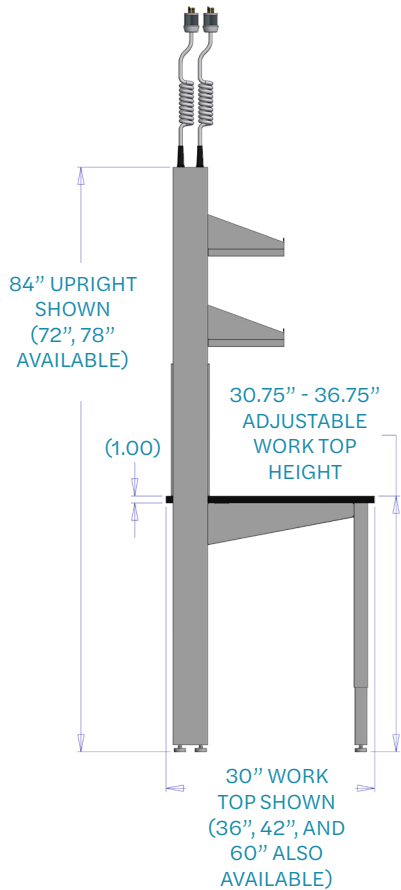 84” UPRIGHT
SHOWN
(72”, 78”
AVAILABLE)
30.75” - 36.75”
ADJUSTABLE
WORK TOP
HEIGHT
(1.00)
30” WORK
TOP SHOWN
(36”, 42”, AND
60” ALSO
AVAILABLE)